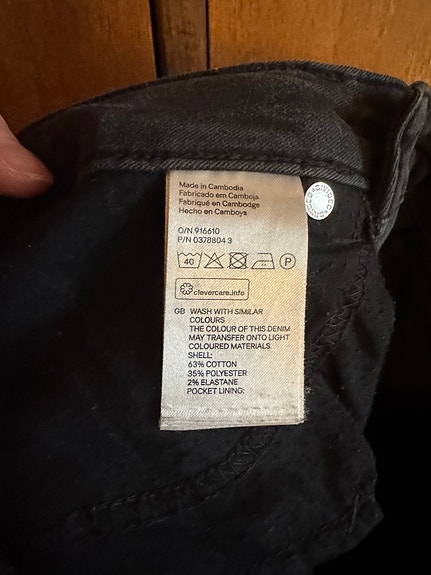 Made in Cambodia
Fabricado em Camboja
Fabriqué en Cambodge
Hecho en Camboya
O/N 916610
P/N 0378804 3
40 P
clevercare.info
GB WASH WITH SIMILAR
COLOURS
THE COLOUR OF THIS DENIM
MAY TRANSFER ONTO LIGHT
COLOURED MATERIALS.
SHELL:
63% COTTON
35% POLYESTER
2% ELASTANE
POCKET LINING:
DIVIDED